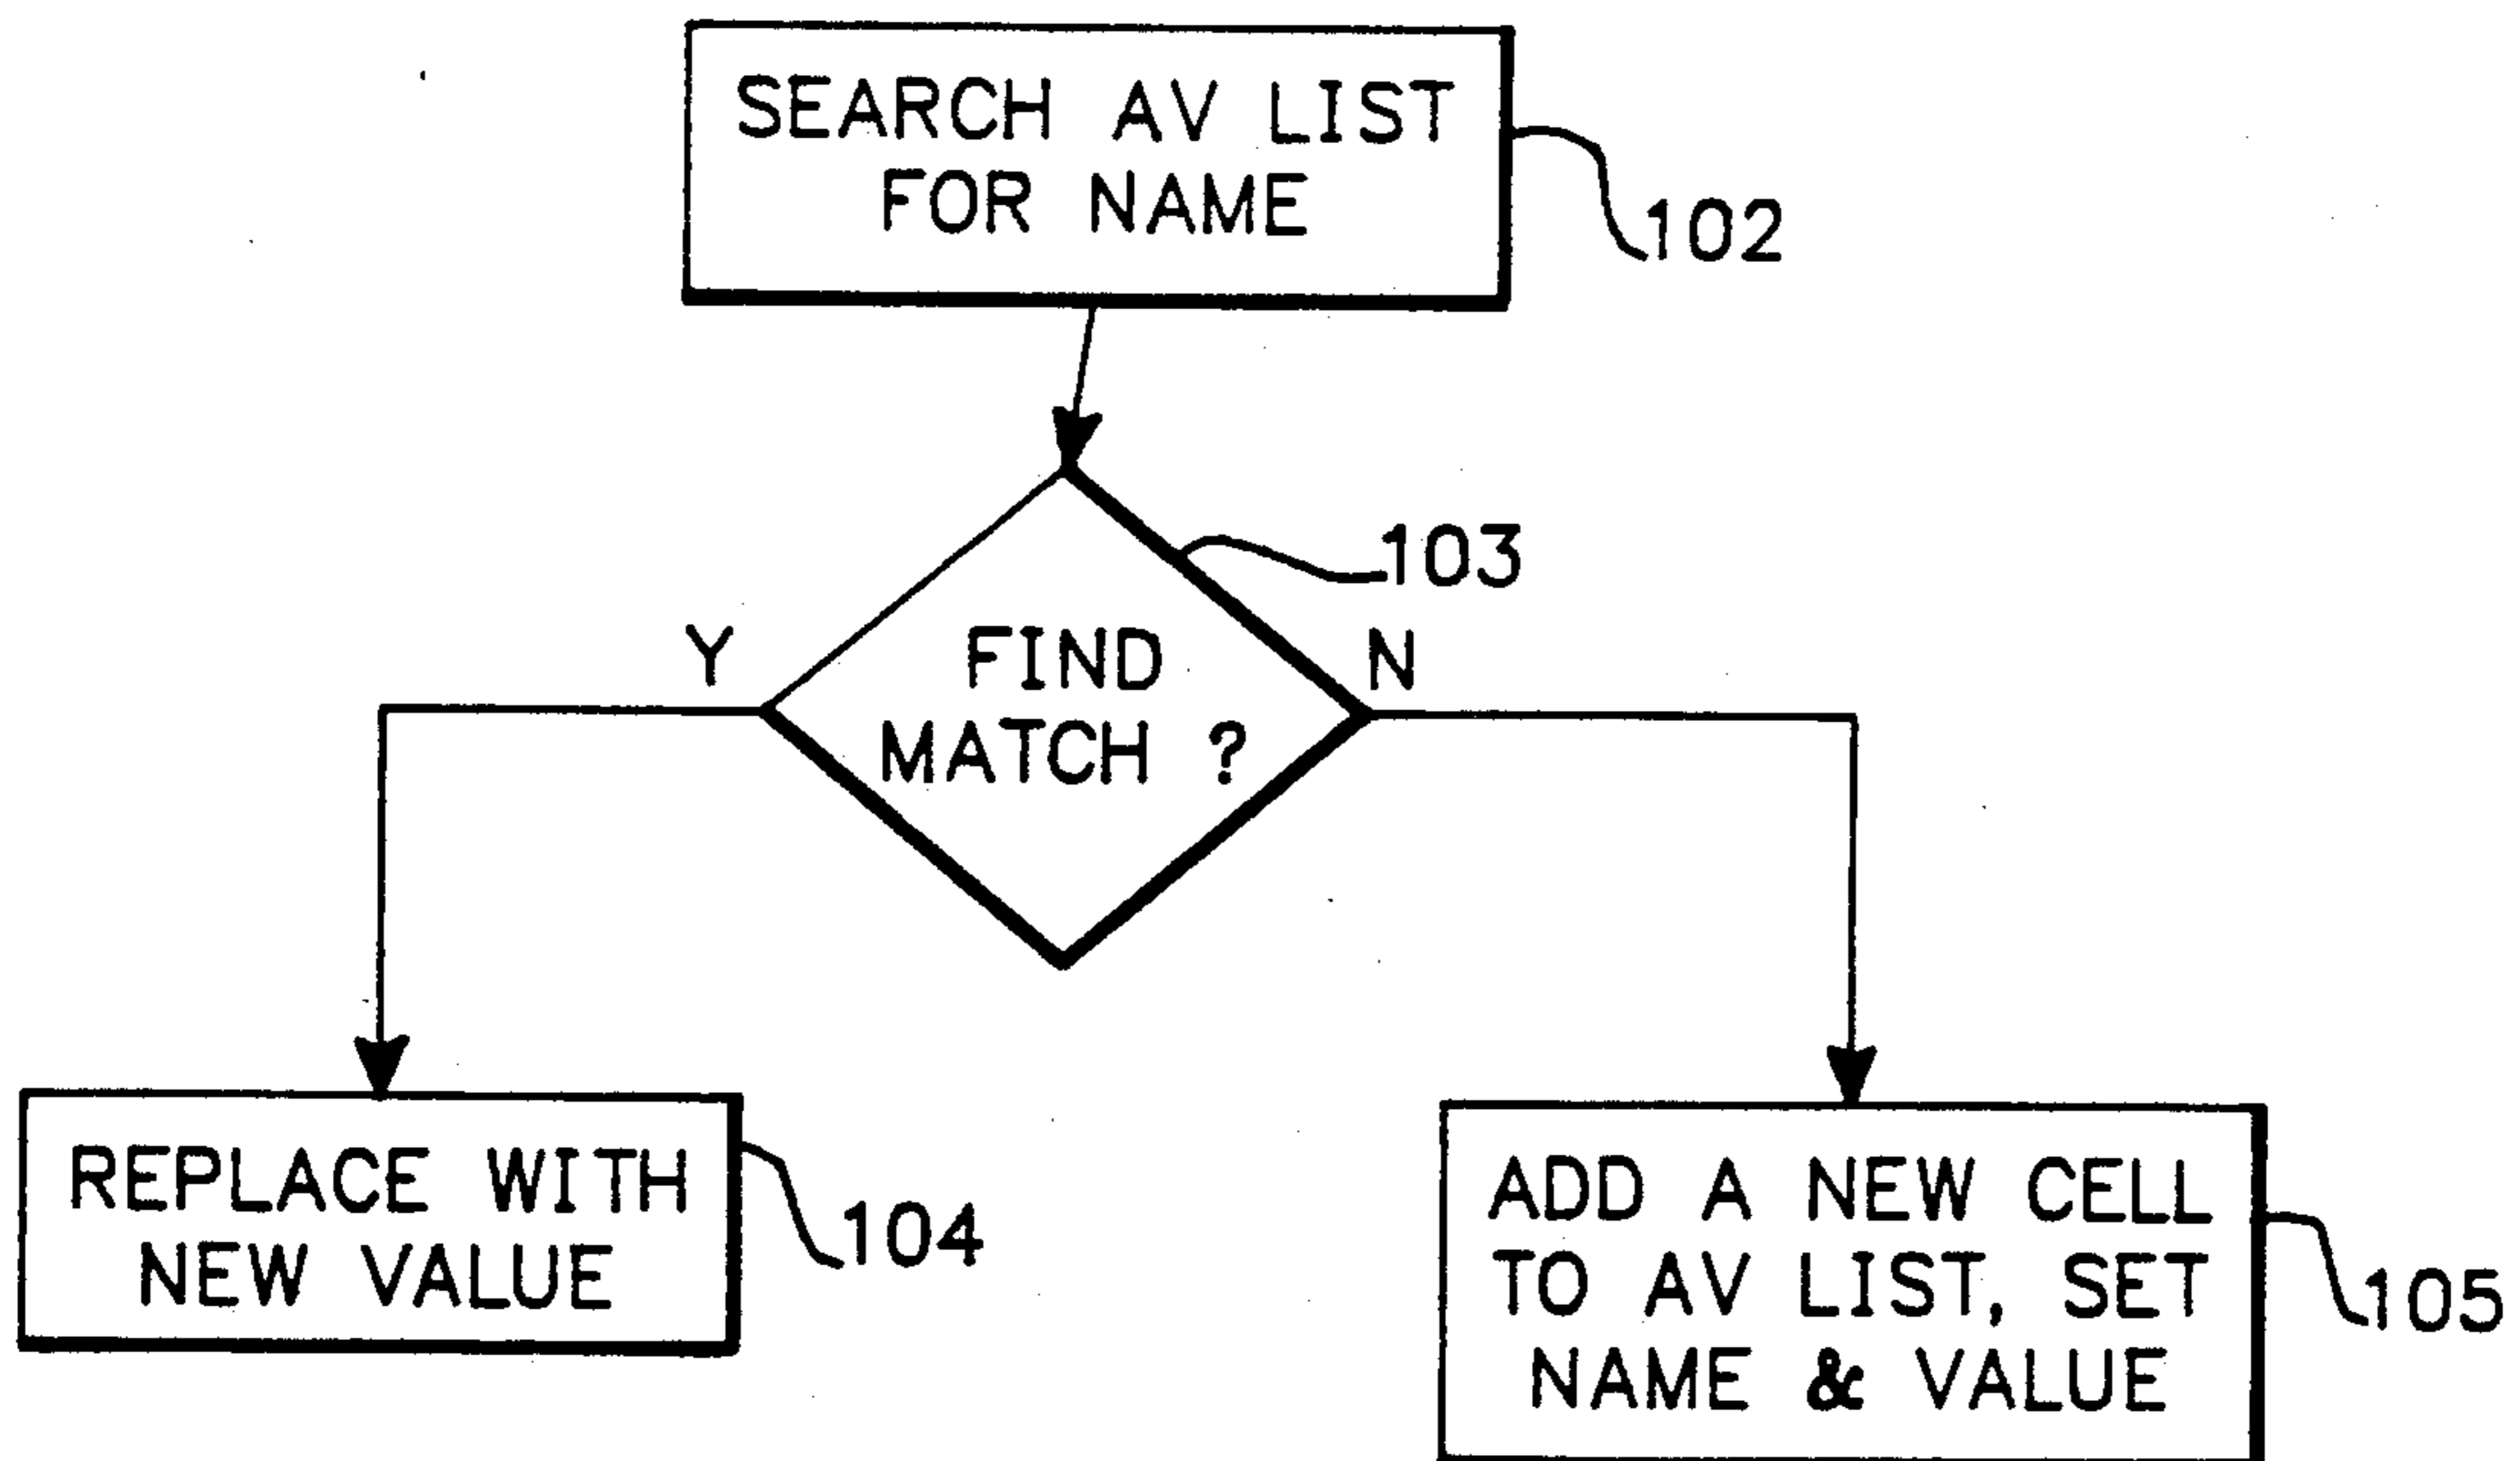 SEARCH AV LIST
FOR NAME
102
103
Y
FIND
MATCH ?
N
REPLACE WITH
NEW VALUE
104
ADD A NEW CELL
TO AV LIST, SET
NAME & VALUE
105